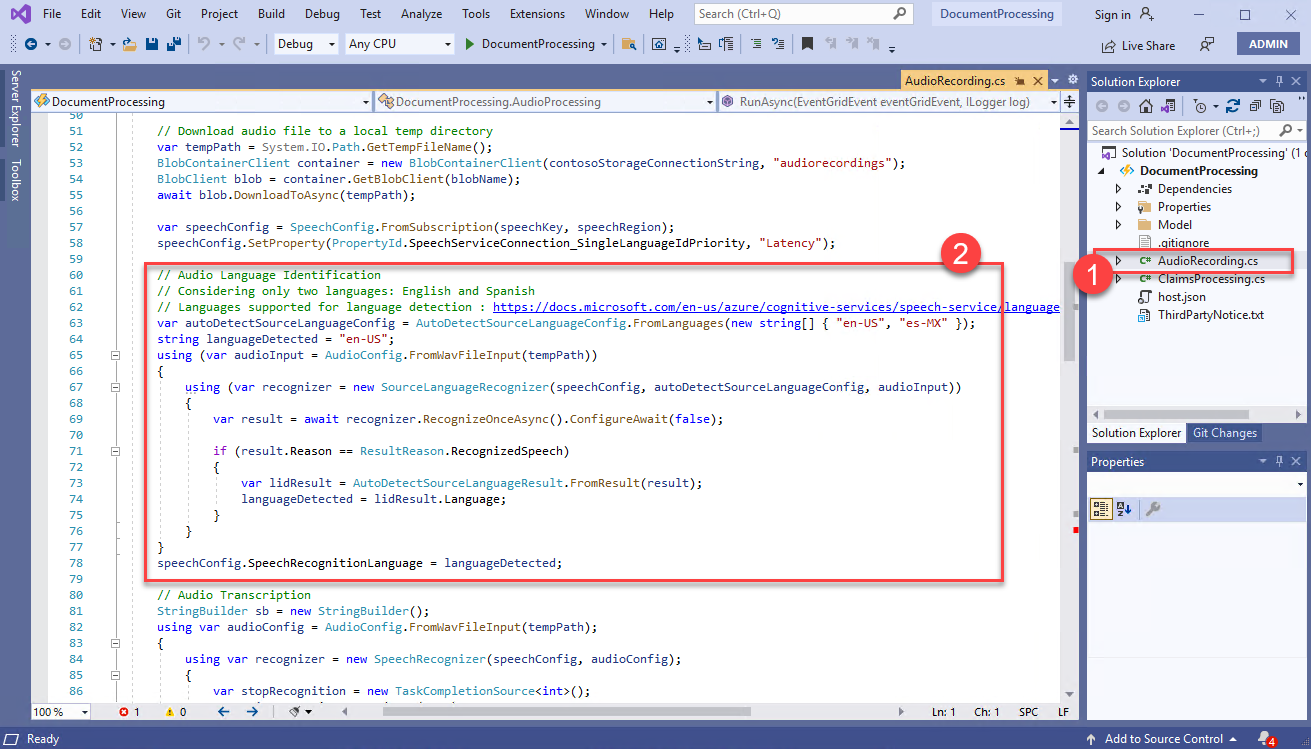 File Edit View Git Project Build Debug Test Analyze Tools Extensions Window Help Search (Ctrl+Q) DocumentProcessing Sign in
Debug Any CPU DocumentProcessing Live Share ADMIN
Server Explorer
Toolbox
AudioRecording.cs
DocumentProcessing DocumentProcessing.AudioProcessing RunAsync(EventGridEvent eventGridEvent, ILogger log)
50
51 // Download audio file to a local temp directory
52 var tempPath = System.IO.Path.GetTempFileName();
53 BlobContainerClient container = new BlobContainerClient(contosoStorageConnectionString, "audiorecordings");
54 BlobClient blob = container.GetBlobClient(blobName);
55 await blob.DownloadToAsync(tempPath);
56
57 var speechConfig = SpeechConfig.FromSubscription(speechKey, speechRegion);
58 speechConfig.SetProperty(PropertyId.SpeechServiceConnection_SingleLanguageIdPriority, "Latency");
59
2
60 // Audio Language Identification
61 // Considering only two languages: English and Spanish
62 // Languages supported for language detection : https://docs.microsoft.com/en-us/azure/cognitive-services/speech-service/language
63 var autoDetectSourceLanguageConfig = AutoDetectSourceLanguageConfig.FromLanguages(new string[] { "en-US", "es-MX" });
64 string languageDetected = "en-US";
65 using (var audioInput = AudioConfig.FromWavFileInput(tempPath))
66 {
67 using (var recognizer = new SourceLanguageRecognizer(speechConfig, autoDetectSourceLanguageConfig, audioInput))
68 {
69 var result = await recognizer.RecognizeOnceAsync().ConfigureAwait(false);
70
71 if (result.Reason == ResultReason.RecognizedSpeech)
72 {
73 var lidResult = AutoDetectSourceLanguageResult.FromResult(result);
74 languageDetected = lidResult.Language;
75 }
76 }
77 }
78 speechConfig.SpeechRecognitionLanguage = languageDetected;
79
80 // Audio Transcription
81 StringBuilder sb = new StringBuilder();
82 using var audioConfig = AudioConfig.FromWavFileInput(tempPath);
83 {
84 using var recognizer = new SpeechRecognizer(speechConfig, audioConfig);
85 {
86 var stopRecognition = new TaskCompletionSource<int>();
100 % 1 0 Ln: 1 Ch: 1 SPC LF
Solution Explorer
Search Solution Explorer (Ctrl+;)
Solution 'DocumentProcessing' (1 
DocumentProcessing
Dependencies
Properties
Model
.gitignore
1
C# AudioRecording.cs
C# ClaimsProcessing.cs
host.json
ThirdPartyNotice.txt
Solution Explorer Git Changes
Properties
Ready Add to Source Control 4